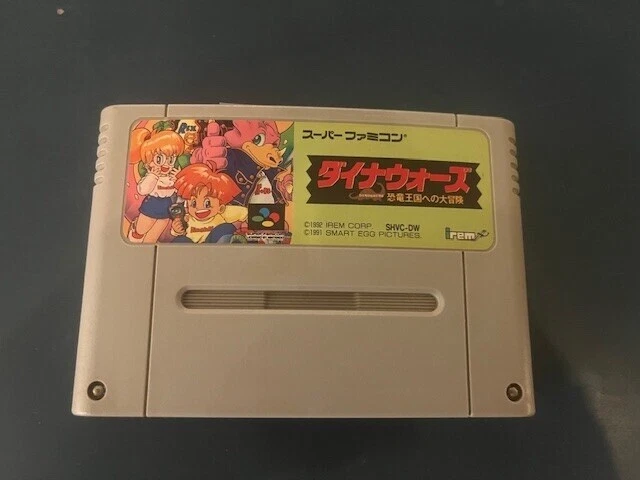 スーパーファミコン
ダイナウォーズ
恐竜王国への大冒険
©1992 IREM CORP. SHVC-DW
©1991 SMART EGG PICTURES.
irem